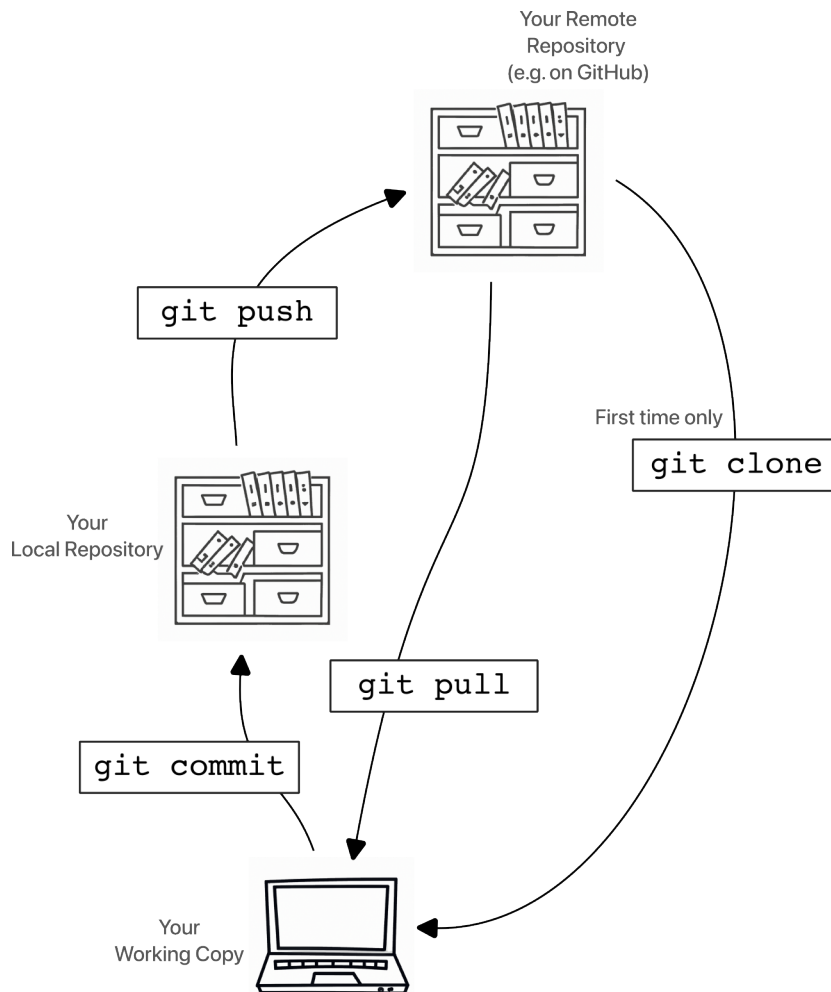 Your Remote
Repository
(e.g. on GitHub)
git push
First time only
git clone
Your
Local Repository
git pull
git commit
Your
Working Copy